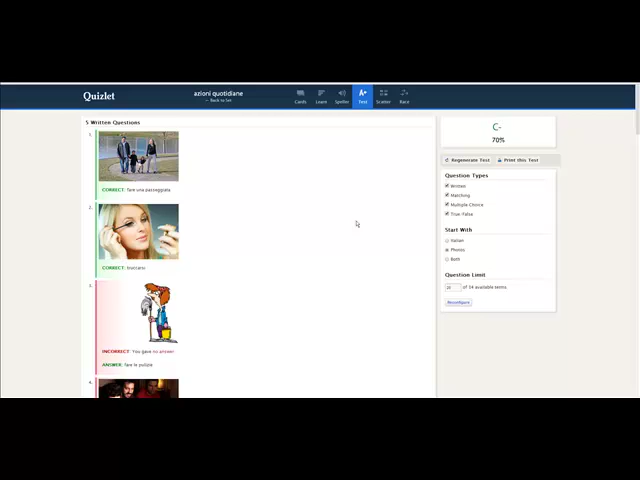 Quizlet
azioni quotidiane
← Back to Set
Cards
Learn
Speller
Test
Scatter
Race
5 Written Questions
1.
CORRECT: fare una passeggiata
2.
CORRECT: truccarsi
3.
INCORRECT: You gave no answer
ANSWER: fare le pulizie
4.
C-
70%
Regenerate Test
Print this Test
Question Types
Written
Matching
Multiple Choice
True/False
Start With
Italian
Photos
Both
Question Limit
20 of 34 available terms
Reconfigure